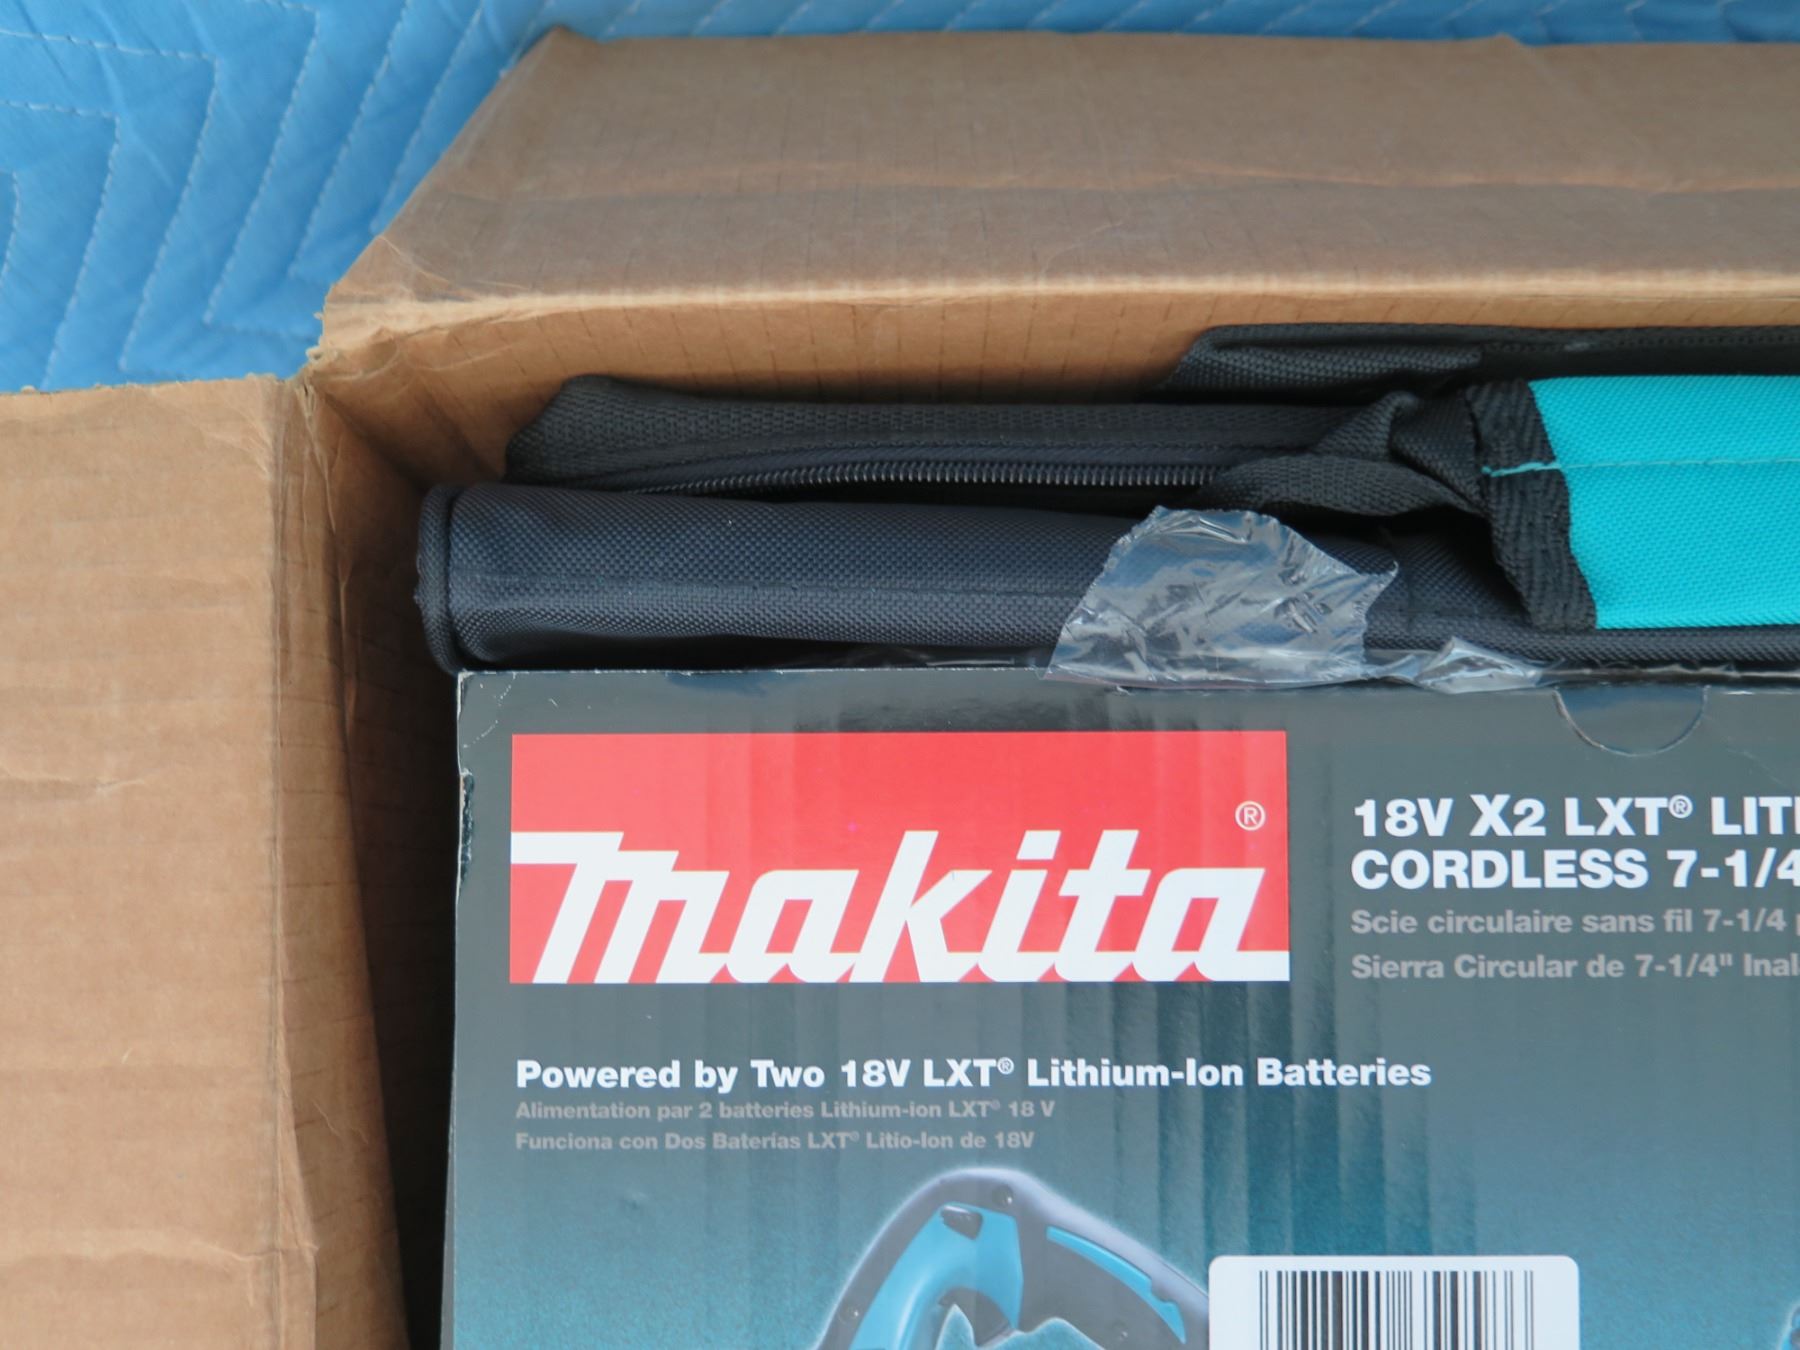 makita®
18V X2 LXT®
CORDLESS 7-1/4
Scie circulaire sans fil 7-1/4
Sierra Circular de 7-1/4"
Powered by Two 18V LXT® Lithium-Ion Batteries
Alimentation par 2 batteries Lithium-ion LXT® 18 V
Funciona con Dos Baterías LXT® Litio-Ion de 18V